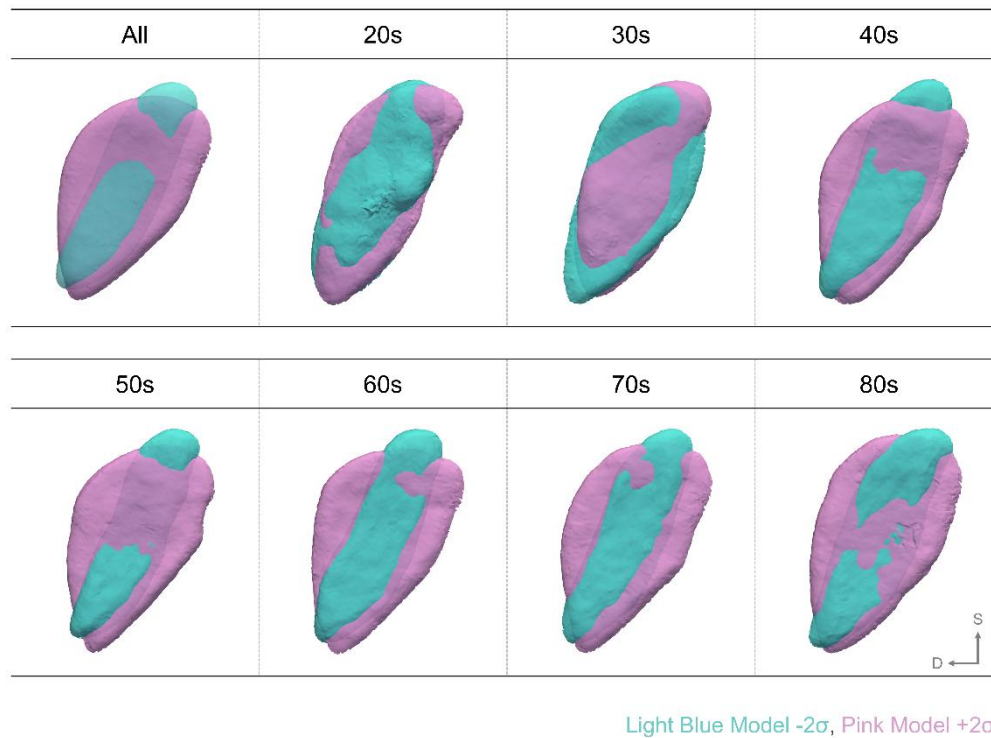 All 20s 30s 40s
50s 60s 70s 80s
S
D
Light Blue Model -2σ, Pink Model +2σ